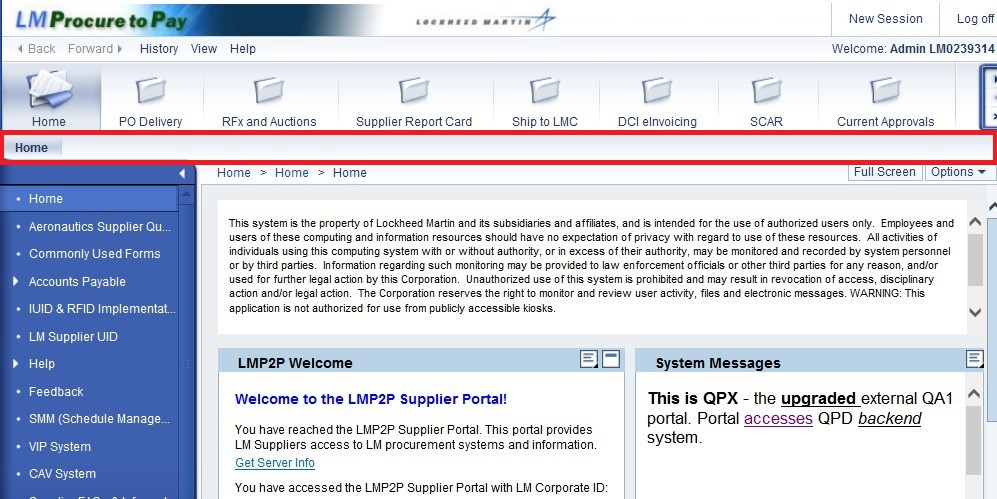 LM Procure to Pay
LOCKHEED MARTIN
New Session
Log off
Back Forward History View Help
Welcome: Admin LM0239314
Home
PO Delivery
RFx and Auctions
Supplier Report Card
Ship to LMC
DCI eInvoicing
SCAR
Current Approvals
Home
Home > Home > Home
Full Screen
Options
Home
Aeronautics Supplier Qu...
Commonly Used Forms
Accounts Payable
IUID & RFID Implementat...
LM Supplier UID
Help
Feedback
SMM (Schedule Manage...
VIP System
CAV System
This system is the property of Lockheed Martin and its subsidiaries and affiliates, and is intended for the use of authorized users only. Employees and
users of these computing and information resources should have no expectation of privacy with regard to use of these resources. All activities of
individuals using this computing system with or without authority, or in excess of their authority, may be monitored and recorded by system personnel
or by third parties. Information regarding such monitoring may be provided to law enforcement officials or other third parties for any reason, and/or
used for further legal action by this Corporation. Unauthorized use of this system is prohibited and may result in revocation of access, disciplinary
action and/or legal action. The Corporation reserves the right to monitor and review user activity, files and electronic messages. WARNING: This
application is not authorized for use from publicly accessible kiosks.
LMP2P Welcome
Welcome to the LMP2P Supplier Portal!
You have reached the LMP2P Supplier Portal. This portal provides
LM Suppliers access to LM procurement systems and information.
Get Server Info
You have accessed the LMP2P Supplier Portal with LM Corporate ID:
System Messages
This is QPX - the upgraded external QA1
portal. Portal accesses QPD backend
system.